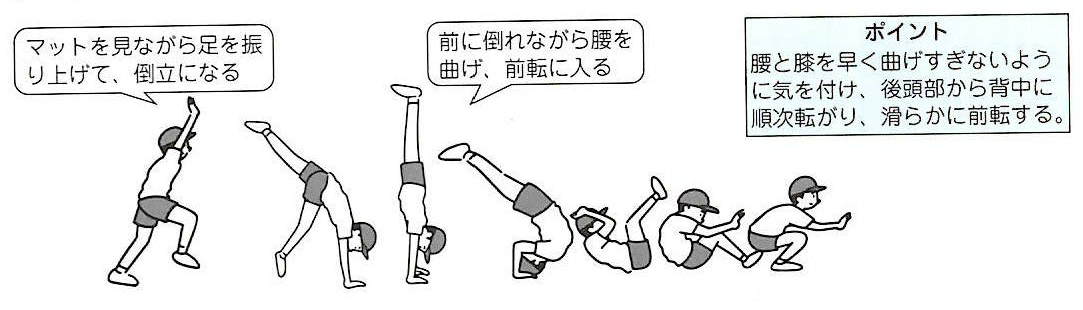 マットを見ながら足を振
り上げて、倒立になる
前に倒れながら腰を
曲げ、前転に入る
ポイント
腰と膝を早く曲げすぎないよう
に気を付け、後頭部から背中に
順次転がり、滑らかに前転する。